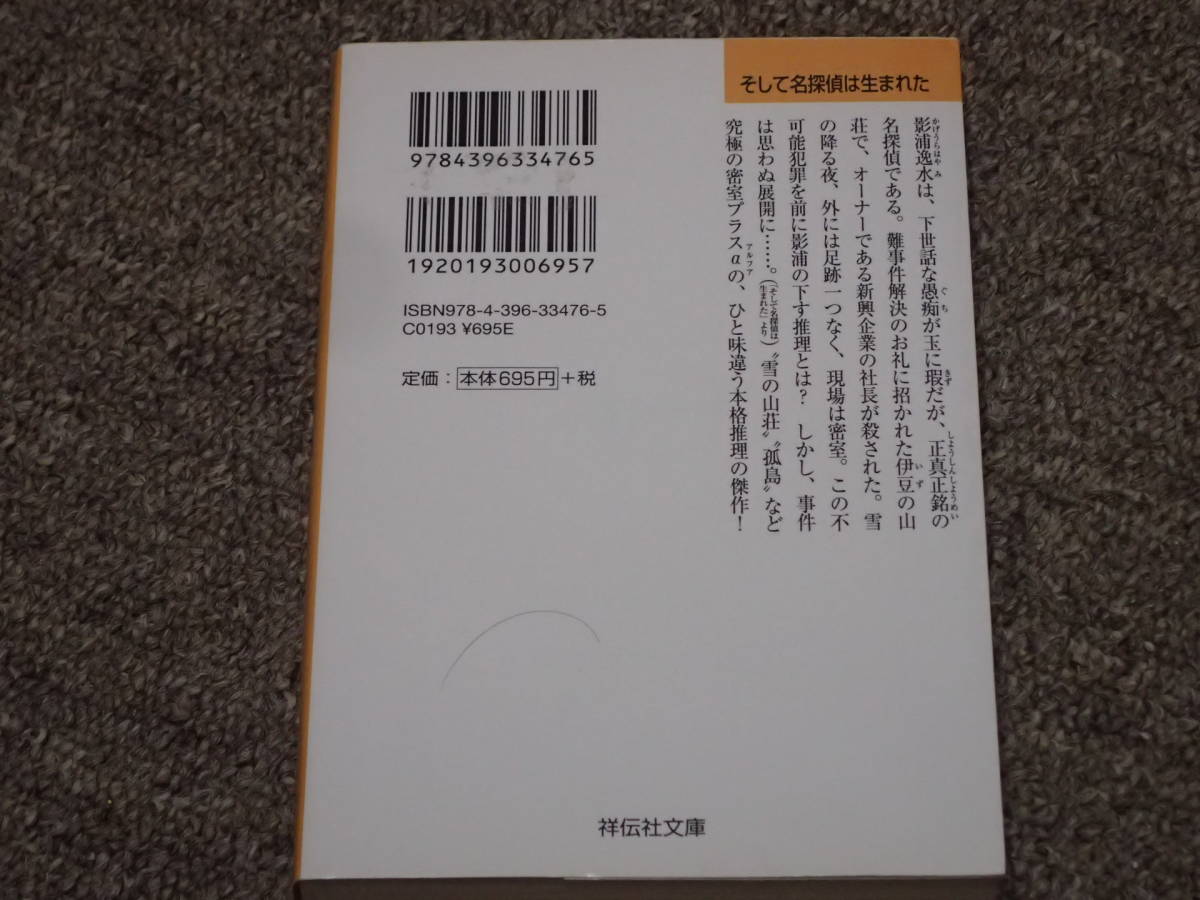 そして名探偵は生まれた
影浦逸水は、下世話な愚痴が玉に瑕だが、正真正銘の
名探偵である。難事件解決のお礼に招かれた伊豆の山
荘で、オーナーである新興企業の社長が殺された。雪
の降る夜、外には足跡一つなく、現場は密室。この不
可能犯罪を前に影浦の下す推理とは？　しかし、事件
は思わぬ展開に……。（「そして名探偵は生まれた」より）〝雪の山荘〟〝孤島〟など
究極の密室プラスαの、ひと味違う本格推理の傑作！
9784396334765
1920193006957
ISBN978-4-396-33476-5
C0193 ¥695E
定価：本体695円＋税
祥伝社文庫